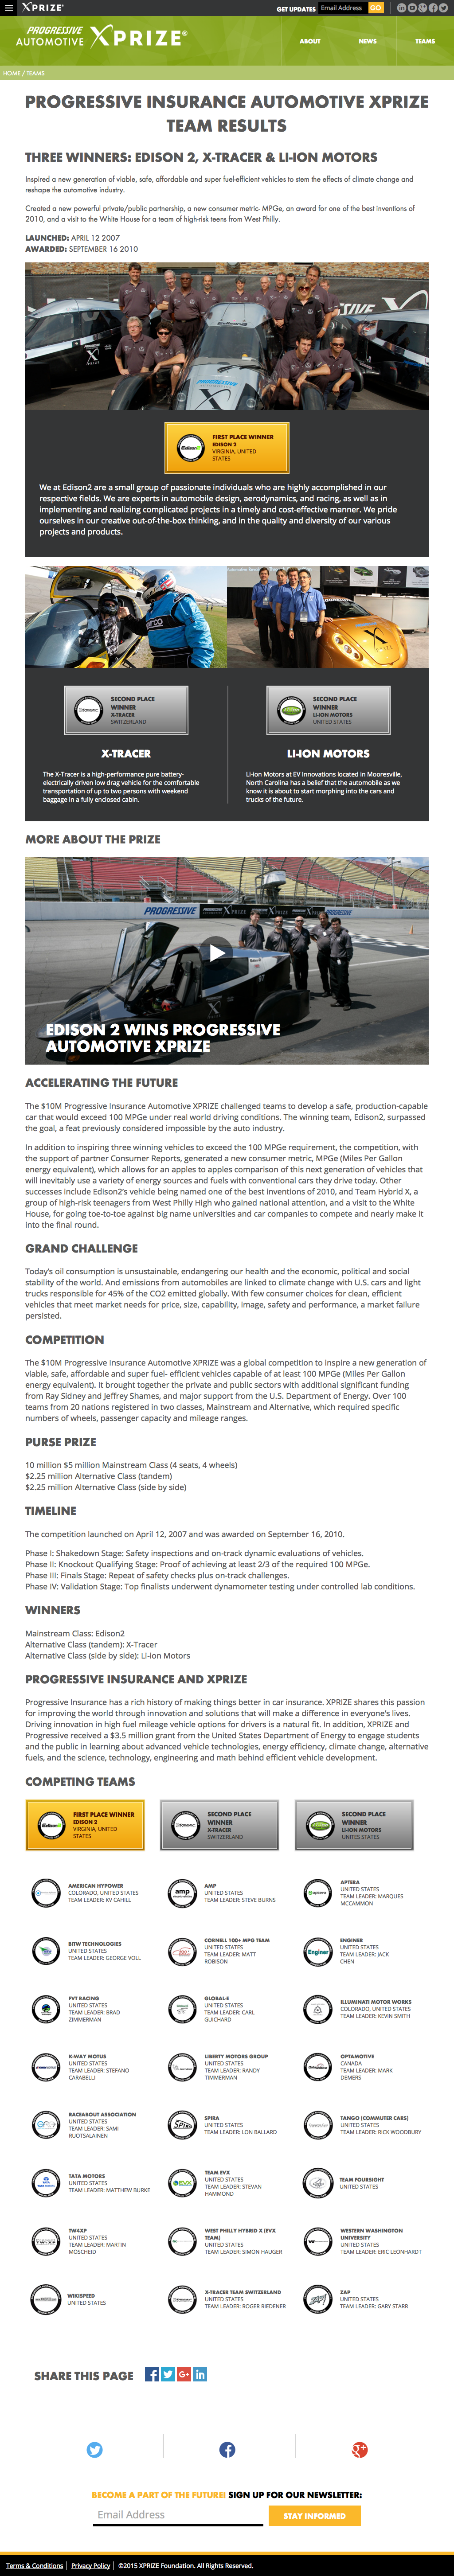 XPRIZE
GET UPDATES
Email Address
GO
PROGRESSIVE
AUTOMOTIVE XPRIZE
ABOUT
NEWS
TEAMS
HOME / TEAMS
PROGRESSIVE INSURANCE AUTOMOTIVE XPRIZE
TEAM RESULTS
THREE WINNERS: EDISON 2, X-TRACER & LI-ION MOTORS
Inspired a new generation of viable, safe, affordable and super fuel-efficient vehicles to stem the effects of climate change and
reshape the automotive industry.
Created a new powerful private/public partnership, a new consumer metric- MPGe, an award for one of the best inventions of
2010, and a visit to the White House for a team of high-risk teens from West Philly.
LAUNCHED: APRIL 12 2007
AWARDED: SEPTEMBER 16 2010
FIRST PLACE WINNER
EDISON 2
VIRGINIA, UNITED
STATES
We at Edison2 are a small group of passionate individuals who are highly accomplished in our
respective fields. We are experts in automobile design, aerodynamics, and racing, as well as in
implementing and realizing complicated projects in a timely and cost-effective manner. We pride
ourselves in our creative out-of-the-box thinking, and in the quality and diversity of our various
projects and products.
SECOND PLACE
WINNER
X-TRACER
SWITZERLAND
X-TRACER
The X-Tracer is a high-performance pure battery-
electrically driven low drag vehicle for the comfortable
transportation of up to two persons with weekend
baggage in a fully enclosed cabin.
SECOND PLACE
WINNER
LI-ION MOTORS
UNITED STATES
LI-ION MOTORS
Li-ion Motors at EV Innovations located in Mooresville,
North Carolina has a belief that the automobile as we
know it is about to start morphing into the cars and
trucks of the future.
MORE ABOUT THE PRIZE
PROGRESSIVE XPRIZE
EDISON 2 WINS PROGRESSIVE
AUTOMOTIVE XPRIZE
ACCELERATING THE FUTURE
The $10M Progressive Insurance Automotive XPRIZE challenged teams to develop a safe, production-capable
car that would exceed 100 MPGe under real world driving conditions. The winning team, Edison2, surpassed
the goal, a feat previously considered impossible by the auto industry.
In addition to inspiring three winning vehicles to exceed the 100 MPGe requirement, the competition, with
the support of partner Consumer Reports, generated a new consumer metric, MPGe (Miles Per Gallon
energy equivalent), which allows for an apples to apples comparison of this next generation of vehicles that
will inevitably use a variety of energy sources and fuels with conventional cars they drive today. Other
successes include Edison2's vehicle being named one of the best inventions of 2010, and Team Hybrid X, a
group of high-risk teenagers from West Philly High who gained national attention, and a visit to the White
House, for going toe-to-toe against big name universities and car companies to compete and nearly make it
into the final round.
GRAND CHALLENGE
Today's oil consumption is unsustainable, endangering our health and the economic, political and social
stability of the world. And emissions from automobiles are linked to climate change with U.S. cars and light
trucks responsible for 45% of the CO2 emitted globally. With few consumer choices for clean, efficient
vehicles that meet market needs for price, size, capability, image, safety and performance, a market failure
persisted.
COMPETITION
The $10M Progressive Insurance Automotive XPRIZE was a global competition to inspire a new generation of
viable, safe, affordable and super fuel- efficient vehicles capable of at least 100 MPGe (Miles Per Gallon
energy equivalent). It brought together the private and public sectors with additional significant funding
from Ray Sidney and Jeffrey Shames, and major support from the U.S. Department of Energy. Over 100
teams from 20 nations registered in two classes, Mainstream and Alternative, which required specific
numbers of wheels, passenger capacity and mileage ranges.
PURSE PRIZE
10 million $5 million Mainstream Class (4 seats, 4 wheels)
$2.25 million Alternative Class (tandem)
$2.25 million Alternative Class (side by side)
TIMELINE
The competition launched on April 12, 2007 and was awarded on September 16, 2010.
Phase I: Shakedown Stage: Safety inspections and on-track dynamic evaluations of vehicles.
Phase II: Knockout Qualifying Stage: Proof of achieving at least 2/3 of the required 100 MPGe.
Phase III: Finals Stage: Repeat of safety checks plus on-track challenges.
Phase IV: Validation Stage: Top finalists underwent dynamometer testing under controlled lab conditions.
WINNERS
Mainstream Class: Edison2
Alternative Class (tandem): X-Tracer
Alternative Class (side by side): Li-ion Motors
PROGRESSIVE INSURANCE AND XPRIZE
Progressive Insurance has a rich history of making things better in car insurance. XPRIZE shares this passion
for improving the world through innovation and solutions that will make a difference in everyone's lives.
Driving innovation in high fuel mileage vehicle options for drivers is a natural fit. In addition, XPRIZE and
Progressive received a $3.5 million grant from the United States Department of Energy to engage students
and the public in learning about advanced vehicle technologies, energy efficiency, climate change, alternative
fuels, and the science, technology, engineering and math behind efficient vehicle development.
COMPETING TEAMS
FIRST PLACE WINNER
EDISON 2
VIRGINIA, UNITED
STATES
SECOND PLACE
WINNER
X-TRACER
SWITZERLAND
SECOND PLACE
WINNER
LI-ION MOTORS
UNITES STATES
AMERICAN HYPOWER
COLORADO, UNITED STATES
TEAM LEADER: KV CAHILL
AMP
UNITED STATES
TEAM LEADER: STEVE BURNS
APTERA
UNITED STATES
TEAM LEADER: MARQUES
MCCAMMON
BITW TECHNOLOGIES
UNITED STATES
TEAM LEADER: GEORGE VOLL
CORNELL 100+ MPG TEAM
UNITED STATES
TEAM LEADER: MATT
ROBISON
ENGINER
UNITED STATES
TEAM LEADER: JACK
CHEN
FVT RACING
UNITED STATES
TEAM LEADER: BRAD
ZIMMERMAN
GLOBAL-E
UNITED STATES
TEAM LEADER: CARL
GUICHARD
ILLUMINATI MOTOR WORKS
COLORADO, UNITED STATES
TEAM LEADER: KEVIN SMITH
K-WAY MOTUS
UNITED STATES
TEAM LEADER: STEFANO
CARABELLI
LIBERTY MOTORS GROUP
UNITED STATES
TEAM LEADER: RANDY
TIMMERMAN
OPTAMOTIVE
CANADA
TEAM LEADER: MARK
DEMERS
RACEABOUT ASSOCIATION
UNITED STATES
TEAM LEADER: SAMI
RUOTSALAINEN
SPIRA
UNITED STATES
TEAM LEADER: LON BALLARD
TANGO (COMMUTER CARS)
UNITED STATES
TEAM LEADER: RICK WOODBURY
TATA MOTORS
UNITED STATES
TEAM LEADER: MATTHEW BURKE
TEAM EVX
UNITED STATES
TEAM LEADER: STEVAN
HAMMOND
TEAM FOURSIGHT
UNITED STATES
TW4XP
UNITED STATES
TEAM LEADER: MARTIN
MÖSCHEID
WEST PHILLY HYBRID X (EVX
TEAM)
UNITED STATES
TEAM LEADER: SIMON HAUGER
WESTERN WASHINGTON
UNIVERSITY
UNITED STATES
TEAM LEADER: ERIC LEONHARDT
WIKISPEED
UNITED STATES
X-TRACER TEAM SWITZERLAND
UNITED STATES
TEAM LEADER: ROGER RIEDENER
ZAP
UNITED STATES
TEAM LEADER: GARY STARR
SHARE THIS PAGE
BECOME A PART OF THE FUTURE! SIGN UP FOR OUR NEWSLETTER:
Email Address
STAY INFORMED
Terms & Conditions
Privacy Policy
©2015 XPRIZE Foundation. All Rights Reserved.